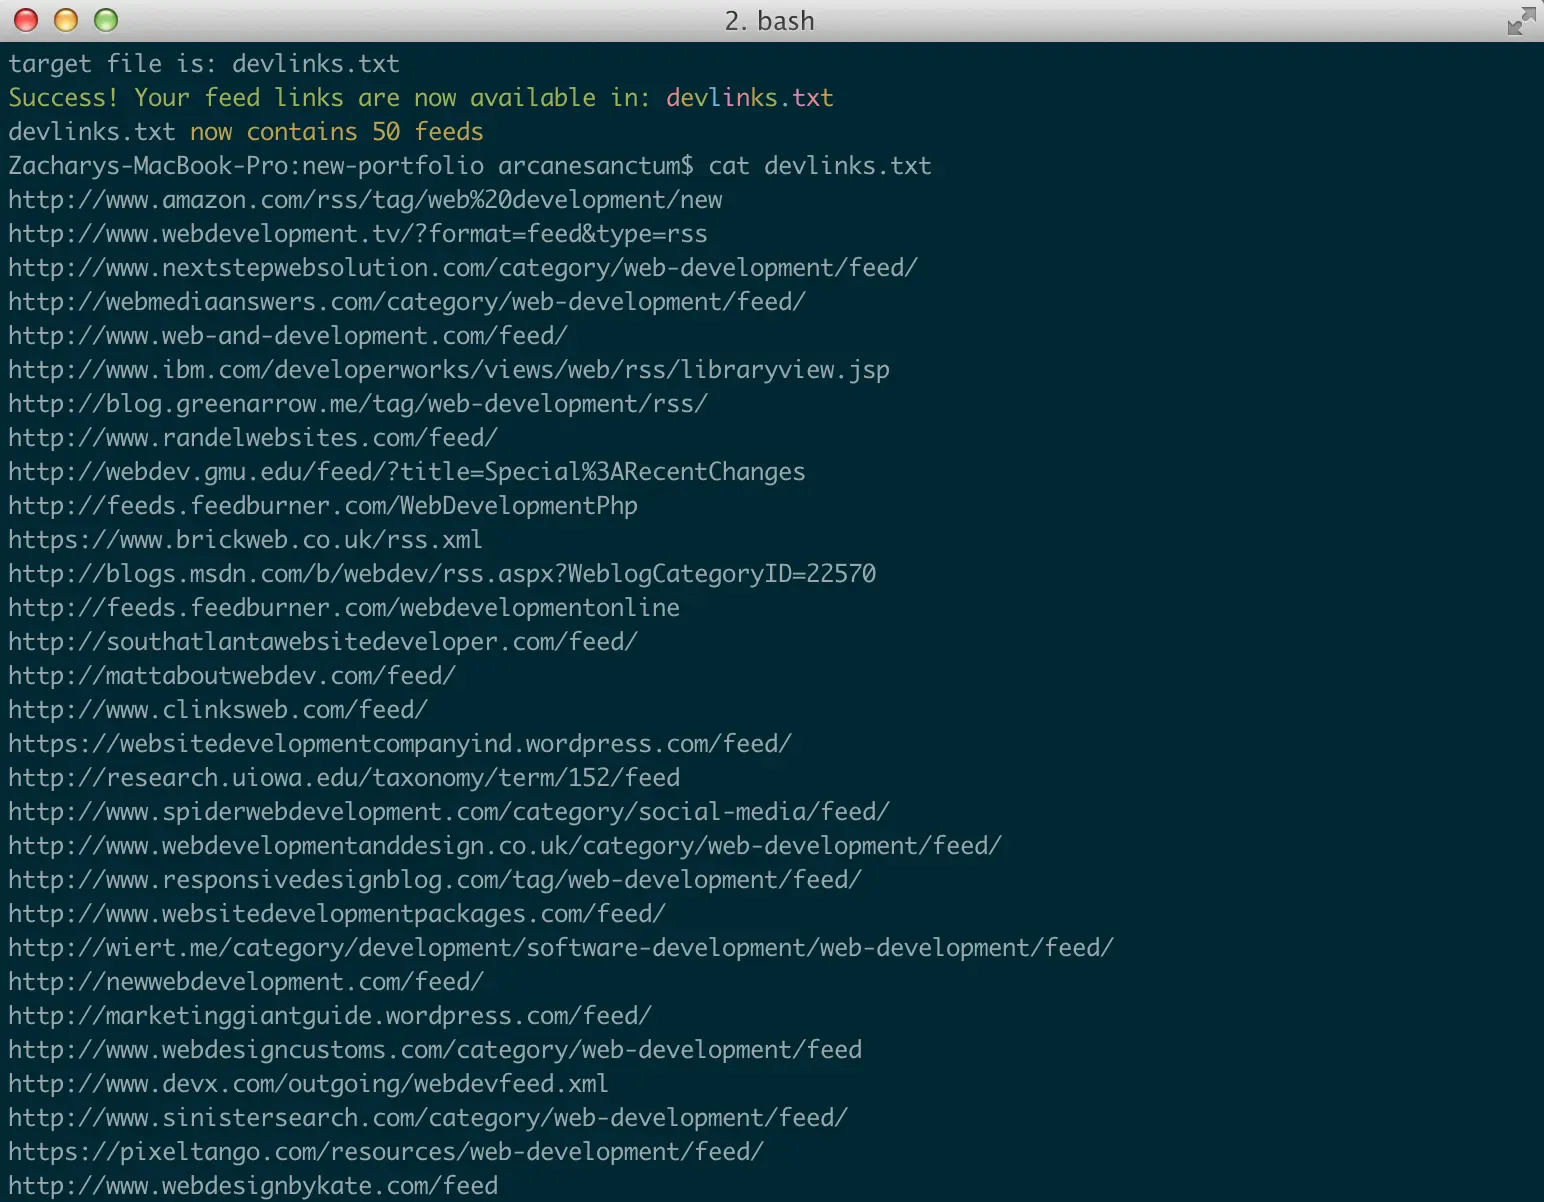 2. bash
target file is: devlinks.txt
Success! Your feed links are now available in: devlinks.txt
devlinks.txt now contains 50 feeds
Zacharys-MacBook-Pro:new-portfolio arcanesanctum$ cat devlinks.txt
http://www.amazon.com/rss/tag/web%20development/new
http://www.webdevelopment.tv/?format=feed&type=rss
http://www.nextstepwebsolution.com/category/web-development/feed/
http://webmediaanswers.com/category/web-development/feed/
http://www.web-and-development.com/feed/
http://www.ibm.com/developerworks/views/web/rss/libraryview.jsp
http://blog.greenarrow.me/tag/web-development/rss/
http://www.randelwebsites.com/feed/
http://webdev.gmu.edu/feed/?title=Special%3ARecentChanges
http://feeds.feedburner.com/WebDevelopmentPhp
https://www.brickweb.co.uk/rss.xml
http://blogs.msdn.com/b/webdev/rss.aspx?WeblogCategoryID=22570
http://feeds.feedburner.com/webdevelopmentonline
http://southatlantawebsitedeveloper.com/feed/
http://mattaboutwebdev.com/feed/
http://www.clinksweb.com/feed/
https://websitedevelopmentcompanyind.wordpress.com/feed/
http://research.uiowa.edu/taxonomy/term/152/feed
http://www.spiderwebdevelopment.com/category/social-media/feed/
http://www.webdevelopmentanddesign.co.uk/category/web-development/feed/
http://www.responsivedesignblog.com/tag/web-development/feed/
http://www.websitedevelopmentpackages.com/feed/
http://wiert.me/category/development/software-development/web-development/feed/
http://newwebdevelopment.com/feed/
http://marketinggiantguide.wordpress.com/feed/
http://www.webdesigncustoms.com/category/web-development/feed
http://www.devx.com/outgoing/webdevfeed.xml
http://www.sinistersearch.com/category/web-development/feed/
https://pixeltango.com/resources/web-development/feed/
http://www.webdesignbykate.com/feed